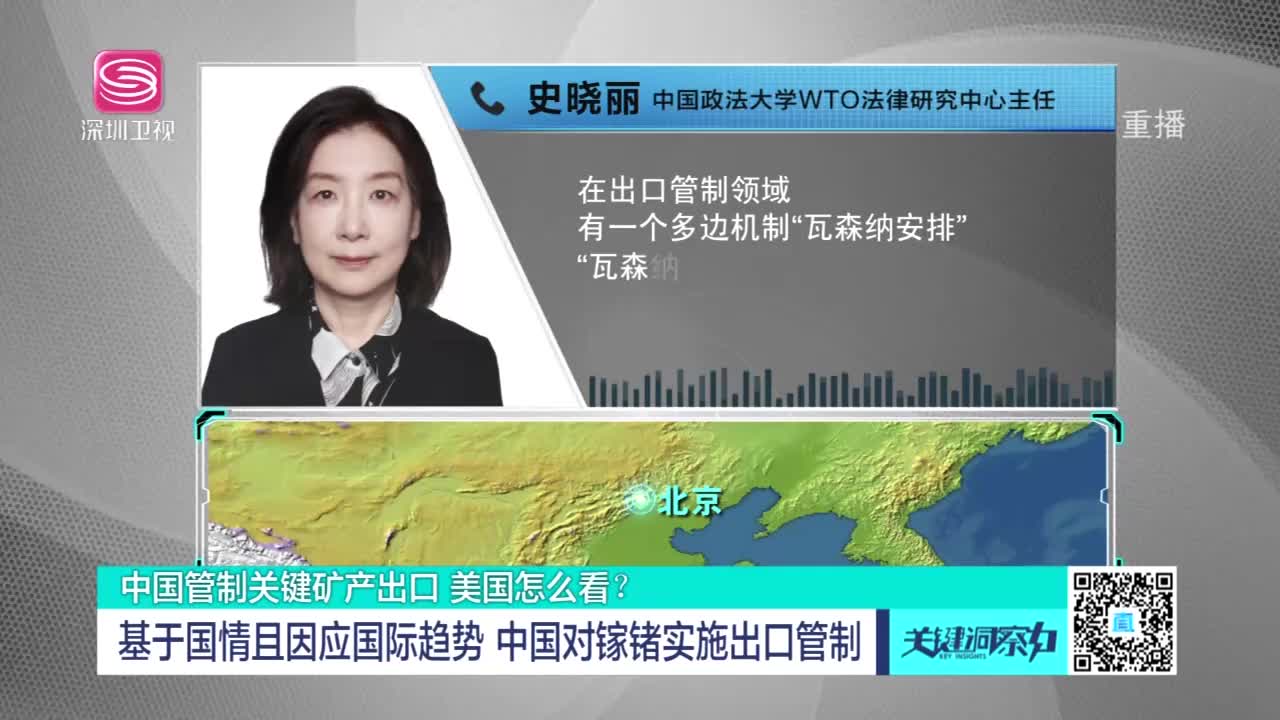 深圳卫视
史晓丽 中国政法大学WTO法律研究中心主任
重播
在出口管制领域
有一个多边机制“瓦森纳安排”
“瓦森纳
北京
中国管制关键矿产出口 美国怎么看？
基于国情且因应国际趋势 中国对镓锗实施出口管制
关键洞察力
KEY INSIGHTS
直